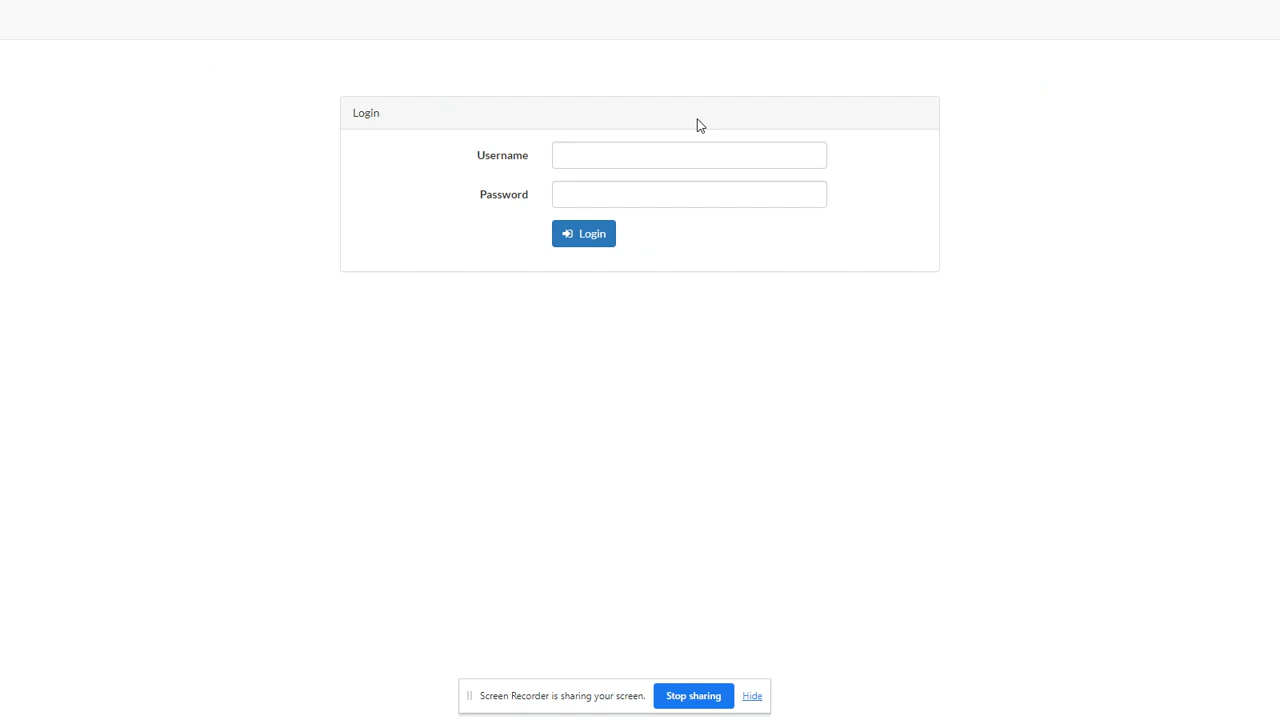 Login
Username
Password
Login
Screen Recorder is sharing your screen. Stop sharing Hide